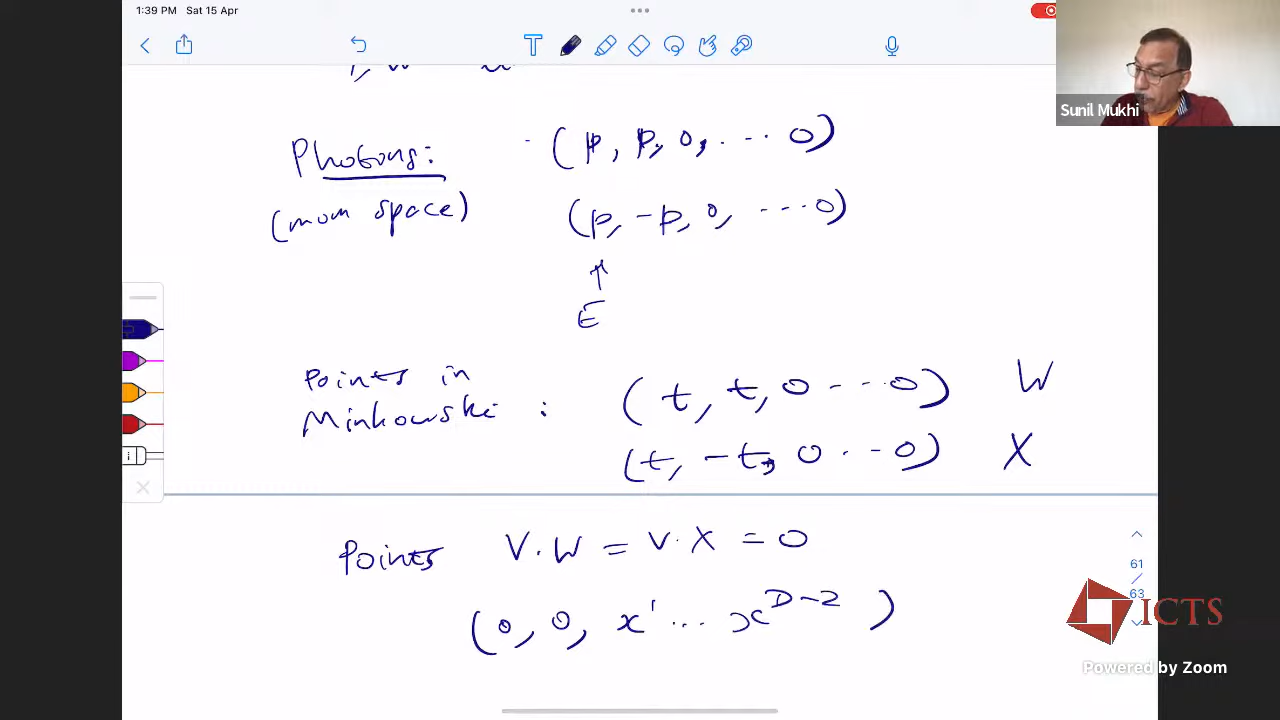 1:39 PM Sat 15 Apr
Sunil Mukhi
Photons: (p, p, 0, ... 0)
(mom space) (p, -p, 0, ... 0)
↑
E
Points in
Minkowski : (t, t, 0 ... 0) W
(t, -t, 0 ... 0) X
Points V.W = V.X = 0
(0, 0, x¹ ... x^{D-2})
61
/
63
ICTS
Powered by Zoom